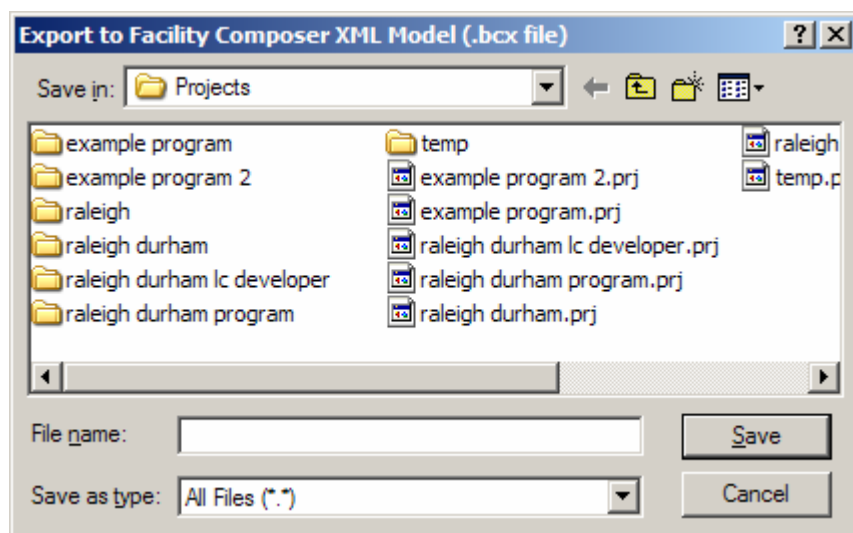 Export to Facility Composer XML Model (.bcx file)
Save in: Projects
example program
example program 2
raleigh
raleigh durham
raleigh durham lc developer
raleigh durham program
temp
example program 2.prj
example program.prj
raleigh durham lc developer.prj
raleigh durham program.prj
raleigh durham.prj
raleigh
temp.p
File name:
Save
Save as type: All Files (*.*)
Cancel